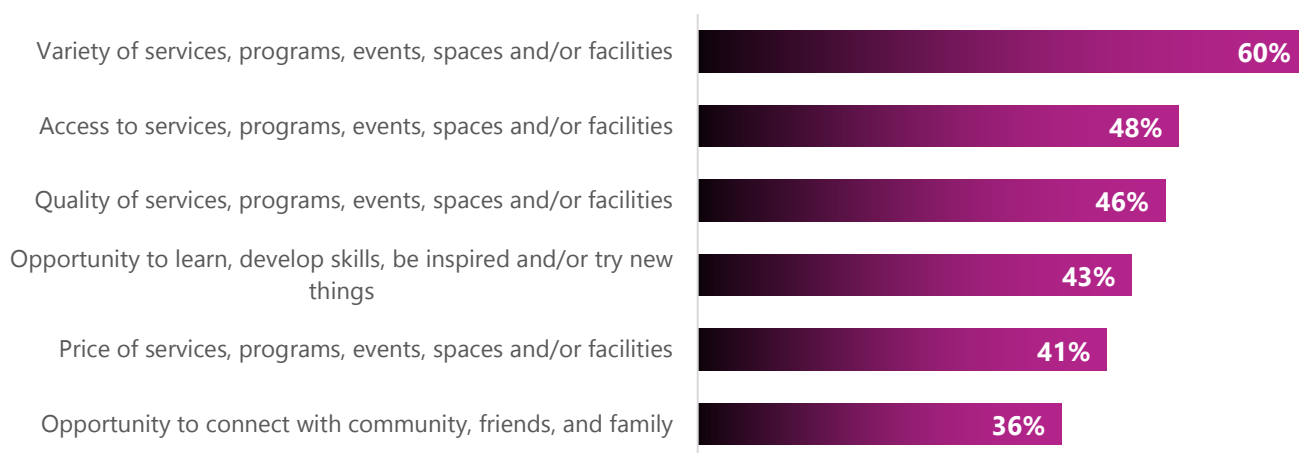 Variety of services, programs, events, spaces and/or facilities
60%
Access to services, programs, events, spaces and/or facilities
48%
Quality of services, programs, events, spaces and/or facilities
46%
Opportunity to learn, develop skills, be inspired and/or try new
things
43%
Price of services, programs, events, spaces and/or facilities
41%
Opportunity to connect with community, friends, and family
36%